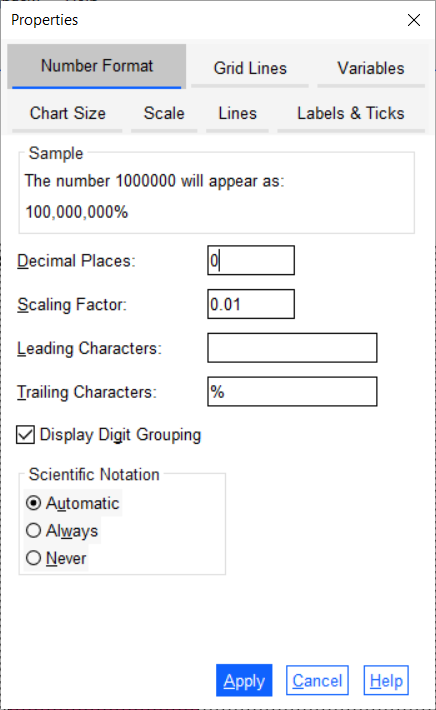 Properties
Number Format
Grid Lines
Variables
Chart Size
Scale
Lines
Labels & Ticks
Sample
The number 1000000 will appear as:
100,000,000%
Decimal Places:
0
Scaling Factor:
0.01
Leading Characters:
Trailing Characters:
%
Display Digit Grouping
Scientific Notation
Automatic
Always
Never
Apply
Cancel
Help